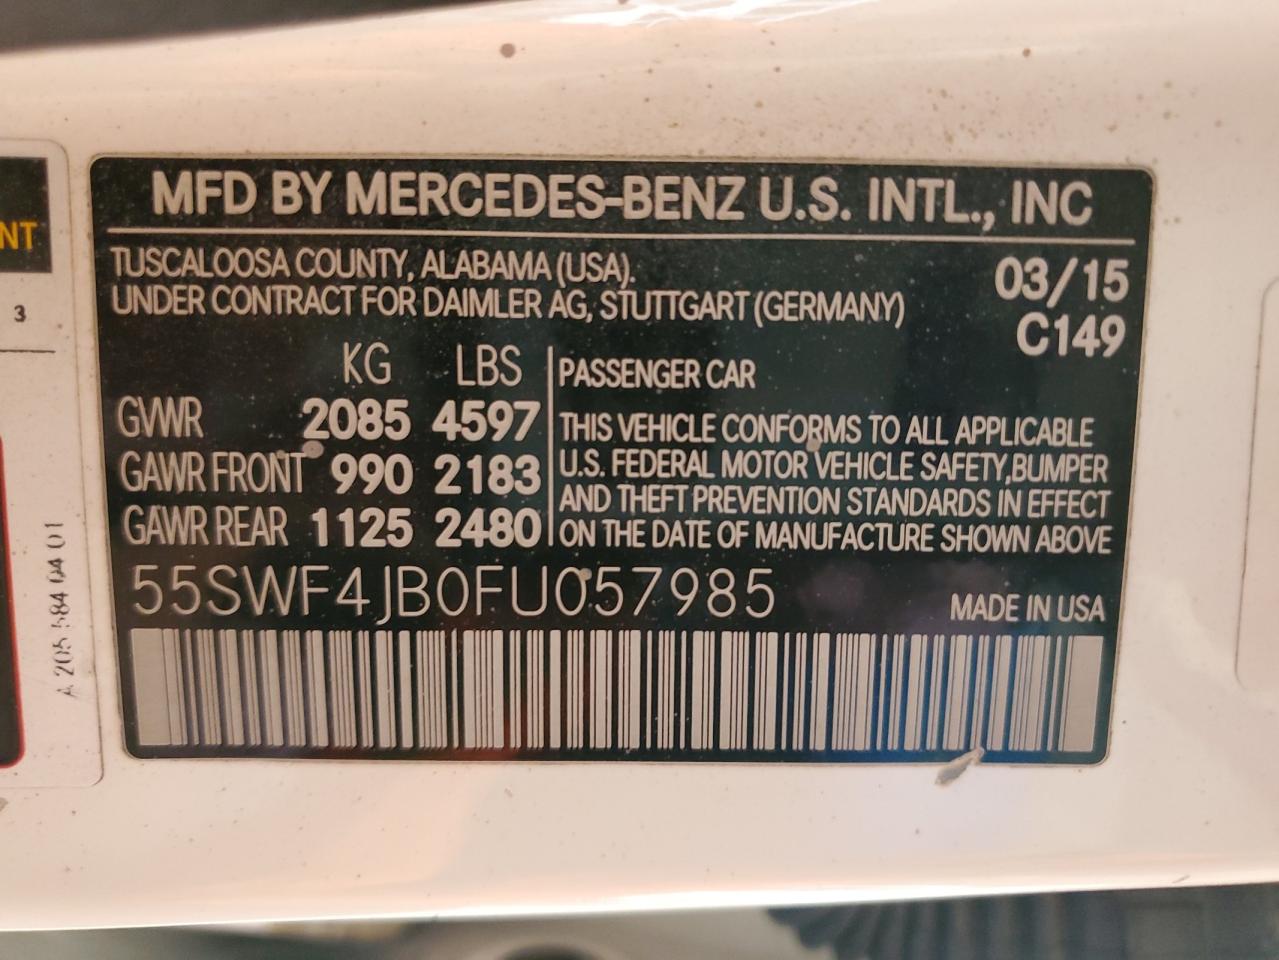 NT
3
A 205 584 04 01
MFD BY MERCEDES-BENZ U.S. INTL., INC
TUSCALOOSA COUNTY, ALABAMA (USA).
UNDER CONTRACT FOR DAIMLER AG, STUTTGART (GERMANY)
03/15
C149
KG LBS
GVWR 2085 4597
GAWR FRONT 990 2183
GAWR REAR 1125 2480
PASSENGER CAR
THIS VEHICLE CONFORMS TO ALL APPLICABLE
U.S. FEDERAL MOTOR VEHICLE SAFETY,BUMPER
AND THEFT PREVENTION STANDARDS IN EFFECT
ON THE DATE OF MANUFACTURE SHOWN ABOVE
55SWF4JB0FU057985
MADE IN USA